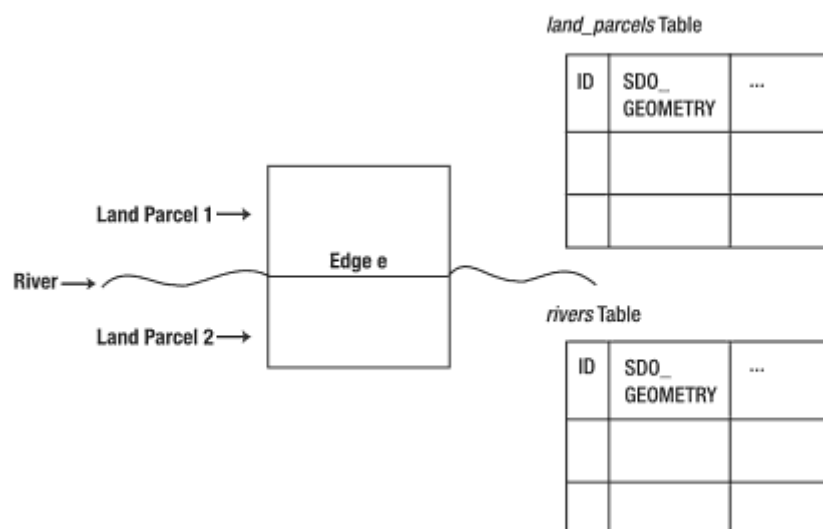 land_parcels Table
ID SDO_ ...
GEOMETRY
Land Parcel 1
Edge e
River
Land Parcel 2
rivers Table
ID SDO_ ...
GEOMETRY